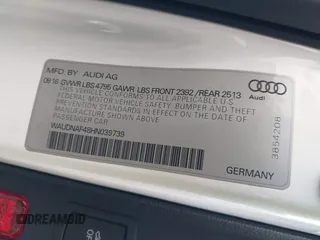 MFD. BY AUDI AG
09/16 GVWR LBS 4795 GAWR LBS FRONT 2392 /REAR 2513
THIS VEHICLE CONFORMS TO ALL APPLICABLE
FEDERAL MOTOR VEHICLE SAFETY, BUMPER AND THEFT
PREVENTION STANDARDS IN EFFECT ON THE DATE OF
MANUFACTURE SHOWN ABOVE.
PASSENGER CAR
WAUDNAF48HN039739
GERMANY
Audi
3854208
DREAMBID